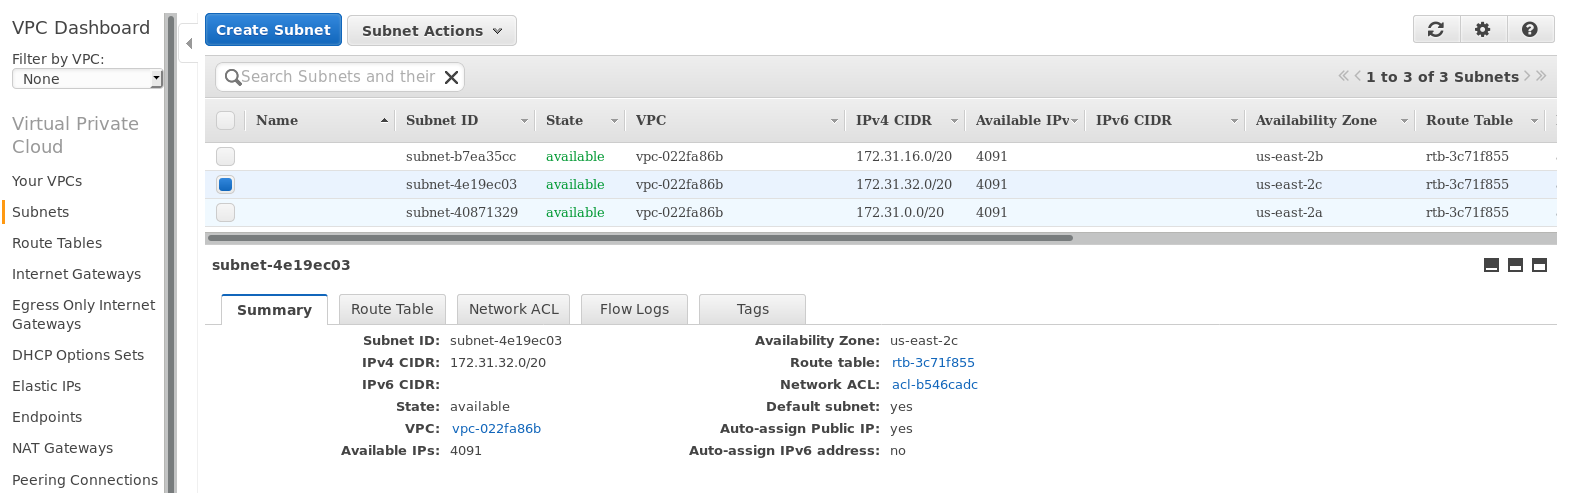 VPC Dashboard
Filter by VPC:
None
Virtual Private
Cloud
Your VPCs
Subnets
Route Tables
Internet Gateways
Egress Only Internet
Gateways
DHCP Options Sets
Elastic IPs
Endpoints
NAT Gateways
Peering Connections
Create Subnet Subnet Actions
Search Subnets and their
1 to 3 of 3 Subnets
Name Subnet ID State VPC IPv4 CIDR Available IPv IPv6 CIDR Availability Zone Route Table
subnet-b7ea35cc available vpc-022fa86b 172.31.16.0/20 4091 us-east-2b rtb-3c71f855
subnet-4e19ec03 available vpc-022fa86b 172.31.32.0/20 4091 us-east-2c rtb-3c71f855
subnet-40871329 available vpc-022fa86b 172.31.0.0/20 4091 us-east-2a rtb-3c71f855
subnet-4e19ec03
Summary Route Table Network ACL Flow Logs Tags
Subnet ID: subnet-4e19ec03 Availability Zone: us-east-2c
IPv4 CIDR: 172.31.32.0/20 Route table: rtb-3c71f855
IPv6 CIDR: Network ACL: acl-b546cadc
State: available Default subnet: yes
VPC: vpc-022fa86b Auto-assign Public IP: yes
Available IPs: 4091 Auto-assign IPv6 address: no